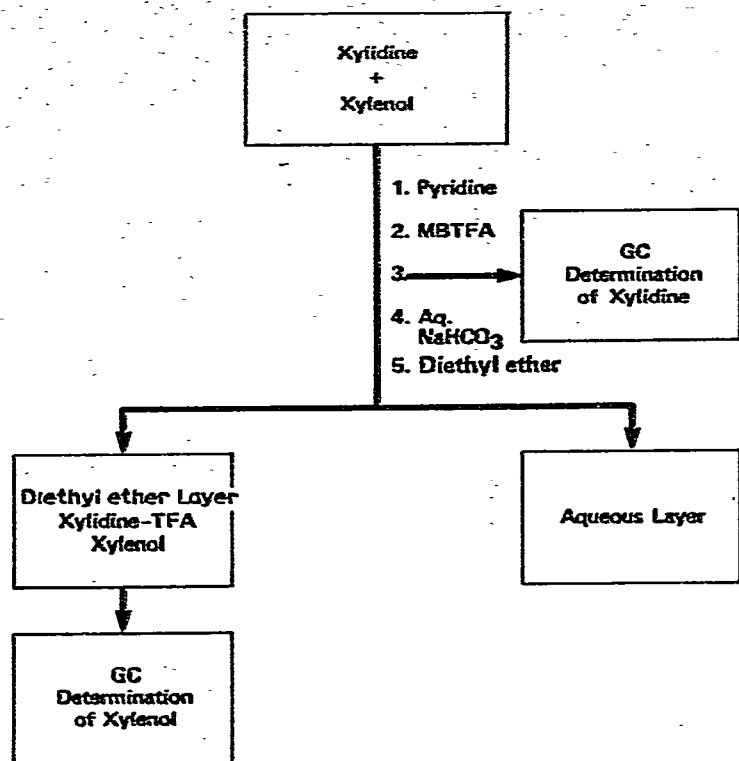 Xylidine
+
Xylenol
1. Pyridine
2. MBTFA
3.
GC
Determination
of Xylidine
4. Aq.
NaHCO3
5. Diethyl ether
Diethyl ether Layer
Xylidine-TFA
Xylenol
Aqueous Layer
GC
Determination
of Xylenol